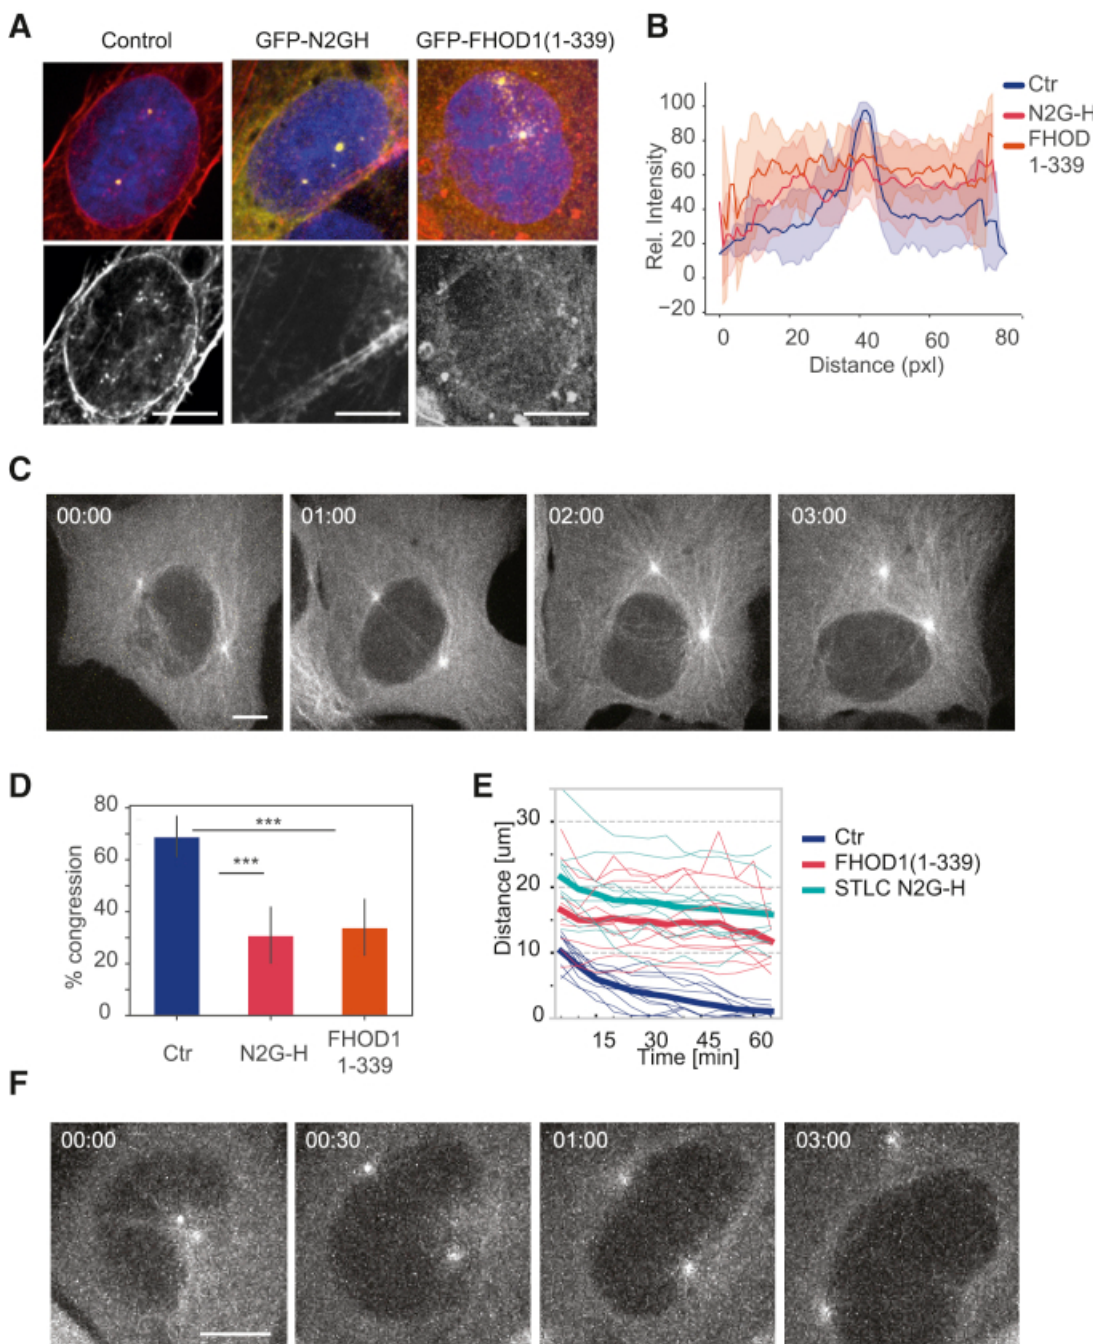 A
Control
GFP-N2GH
GFP-FHOD1(1-339)
B
Rel. Intensity
100
80
60
40
20
0
−20
0
20
40
60
80
Distance (pxl)
Ctr
N2G-H
FHOD
1-339
C
00:00
01:00
02:00
03:00
D
% congression
80
60
40
20
0
***
***
Ctr
N2G-H
FHOD1
1-339
E
Distance [um]
30
20
10
0
15
30
45
60
Time [min]
Ctr
FHOD1(1-339)
STLC N2G-H
F
00:00
00:30
01:00
03:00